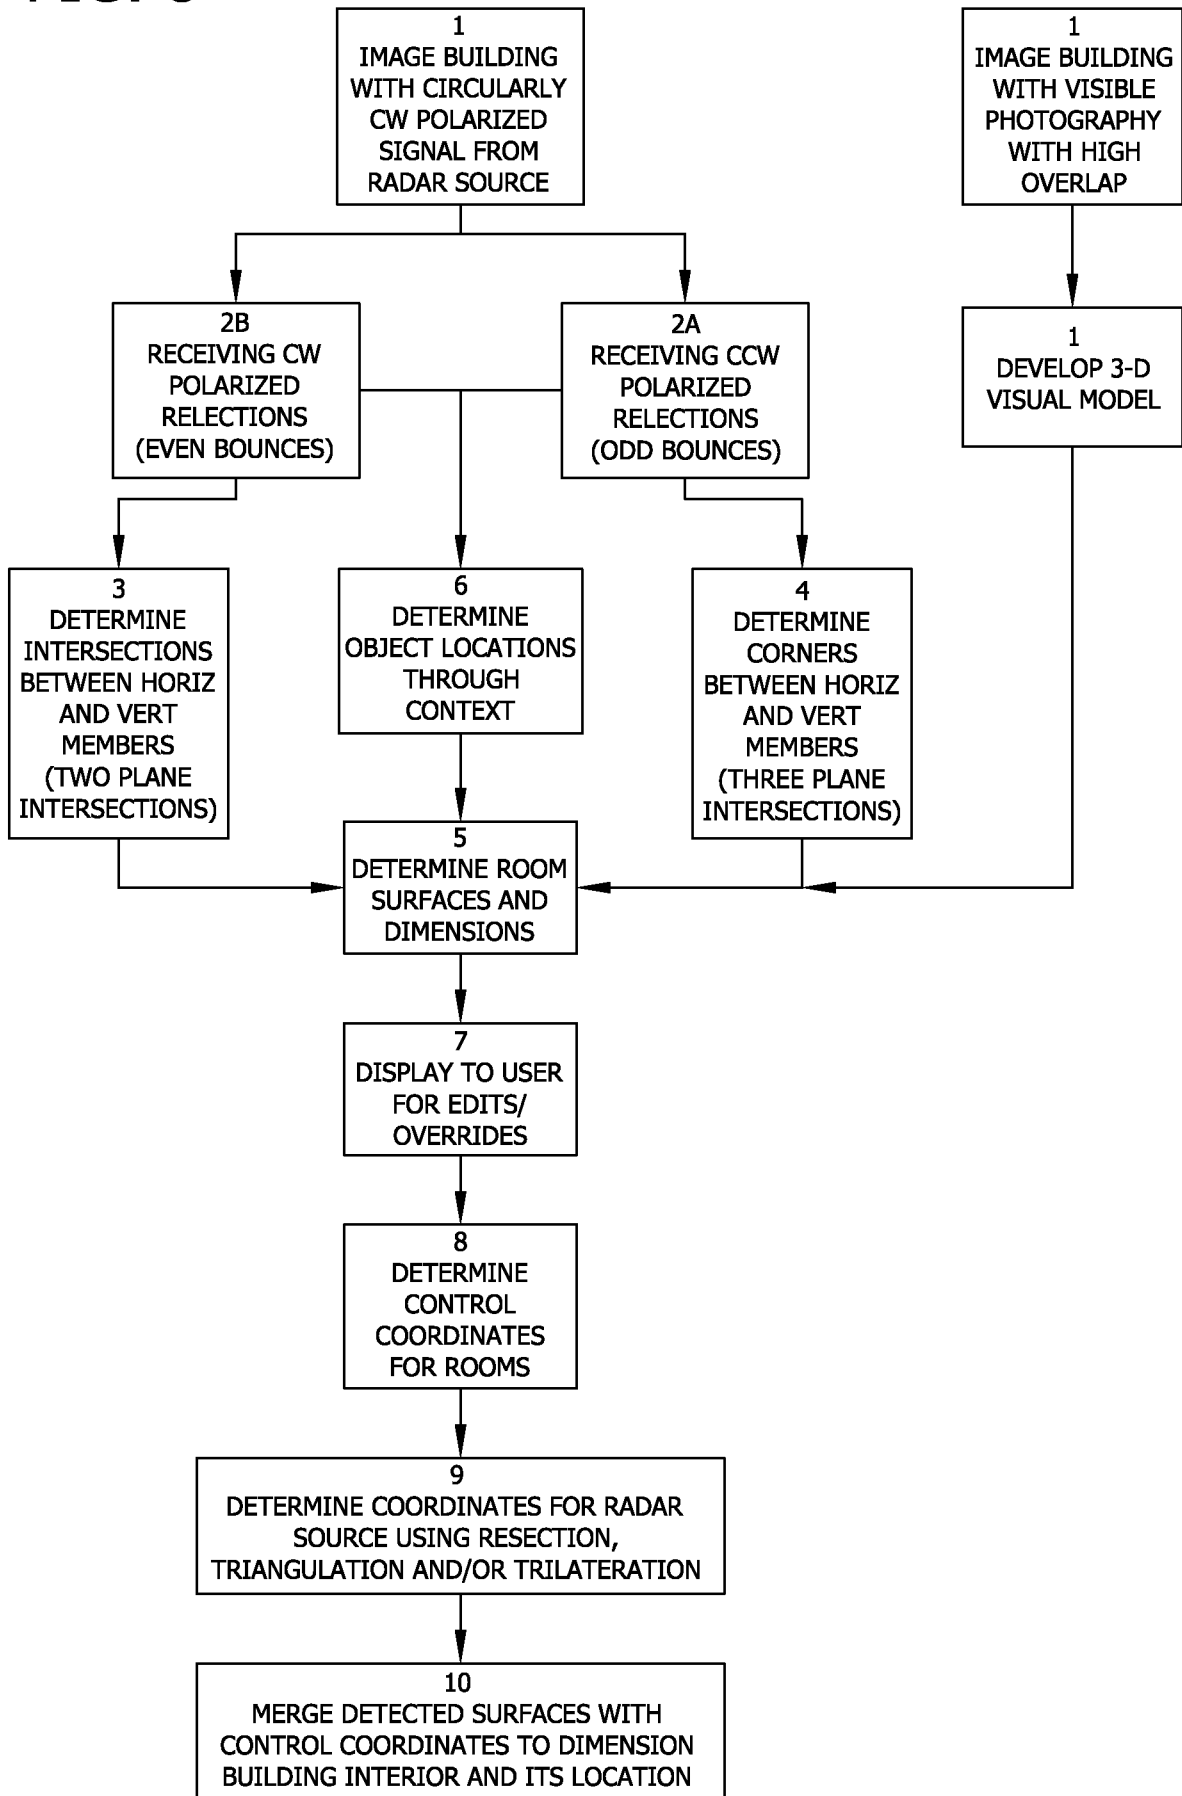 1
IMAGE BUILDING
WITH CIRCULARLY
CW POLARIZED
SIGNAL FROM
RADAR SOURCE
1
IMAGE BUILDING
WITH VISIBLE
PHOTOGRAPHY
WITH HIGH
OVERLAP
2B
RECEIVING CW
POLARIZED
RELECTIONS
(EVEN BOUNCES)
2A
RECEIVING CCW
POLARIZED
RELECTIONS
(ODD BOUNCES)
1
DEVELOP 3-D
VISUAL MODEL
3
DETERMINE
INTERSECTIONS
BETWEEN HORIZ
AND VERT
MEMBERS
(TWO PLANE
INTERSECTIONS)
6
DETERMINE
OBJECT LOCATIONS
THROUGH
CONTEXT
4
DETERMINE
CORNERS
BETWEEN HORIZ
AND VERT
MEMBERS
(THREE PLANE
INTERSECTIONS)
5
DETERMINE ROOM
SURFACES AND
DIMENSIONS
7
DISPLAY TO USER
FOR EDITS/
OVERRIDES
8
DETERMINE
CONTROL
COORDINATES
FOR ROOMS
9
DETERMINE COORDINATES FOR RADAR
SOURCE USING RESECTION,
TRIANGULATION AND/OR TRILATERATION
10
MERGE DETECTED SURFACES WITH
CONTROL COORDINATES TO DIMENSION
BUILDING INTERIOR AND ITS LOCATION